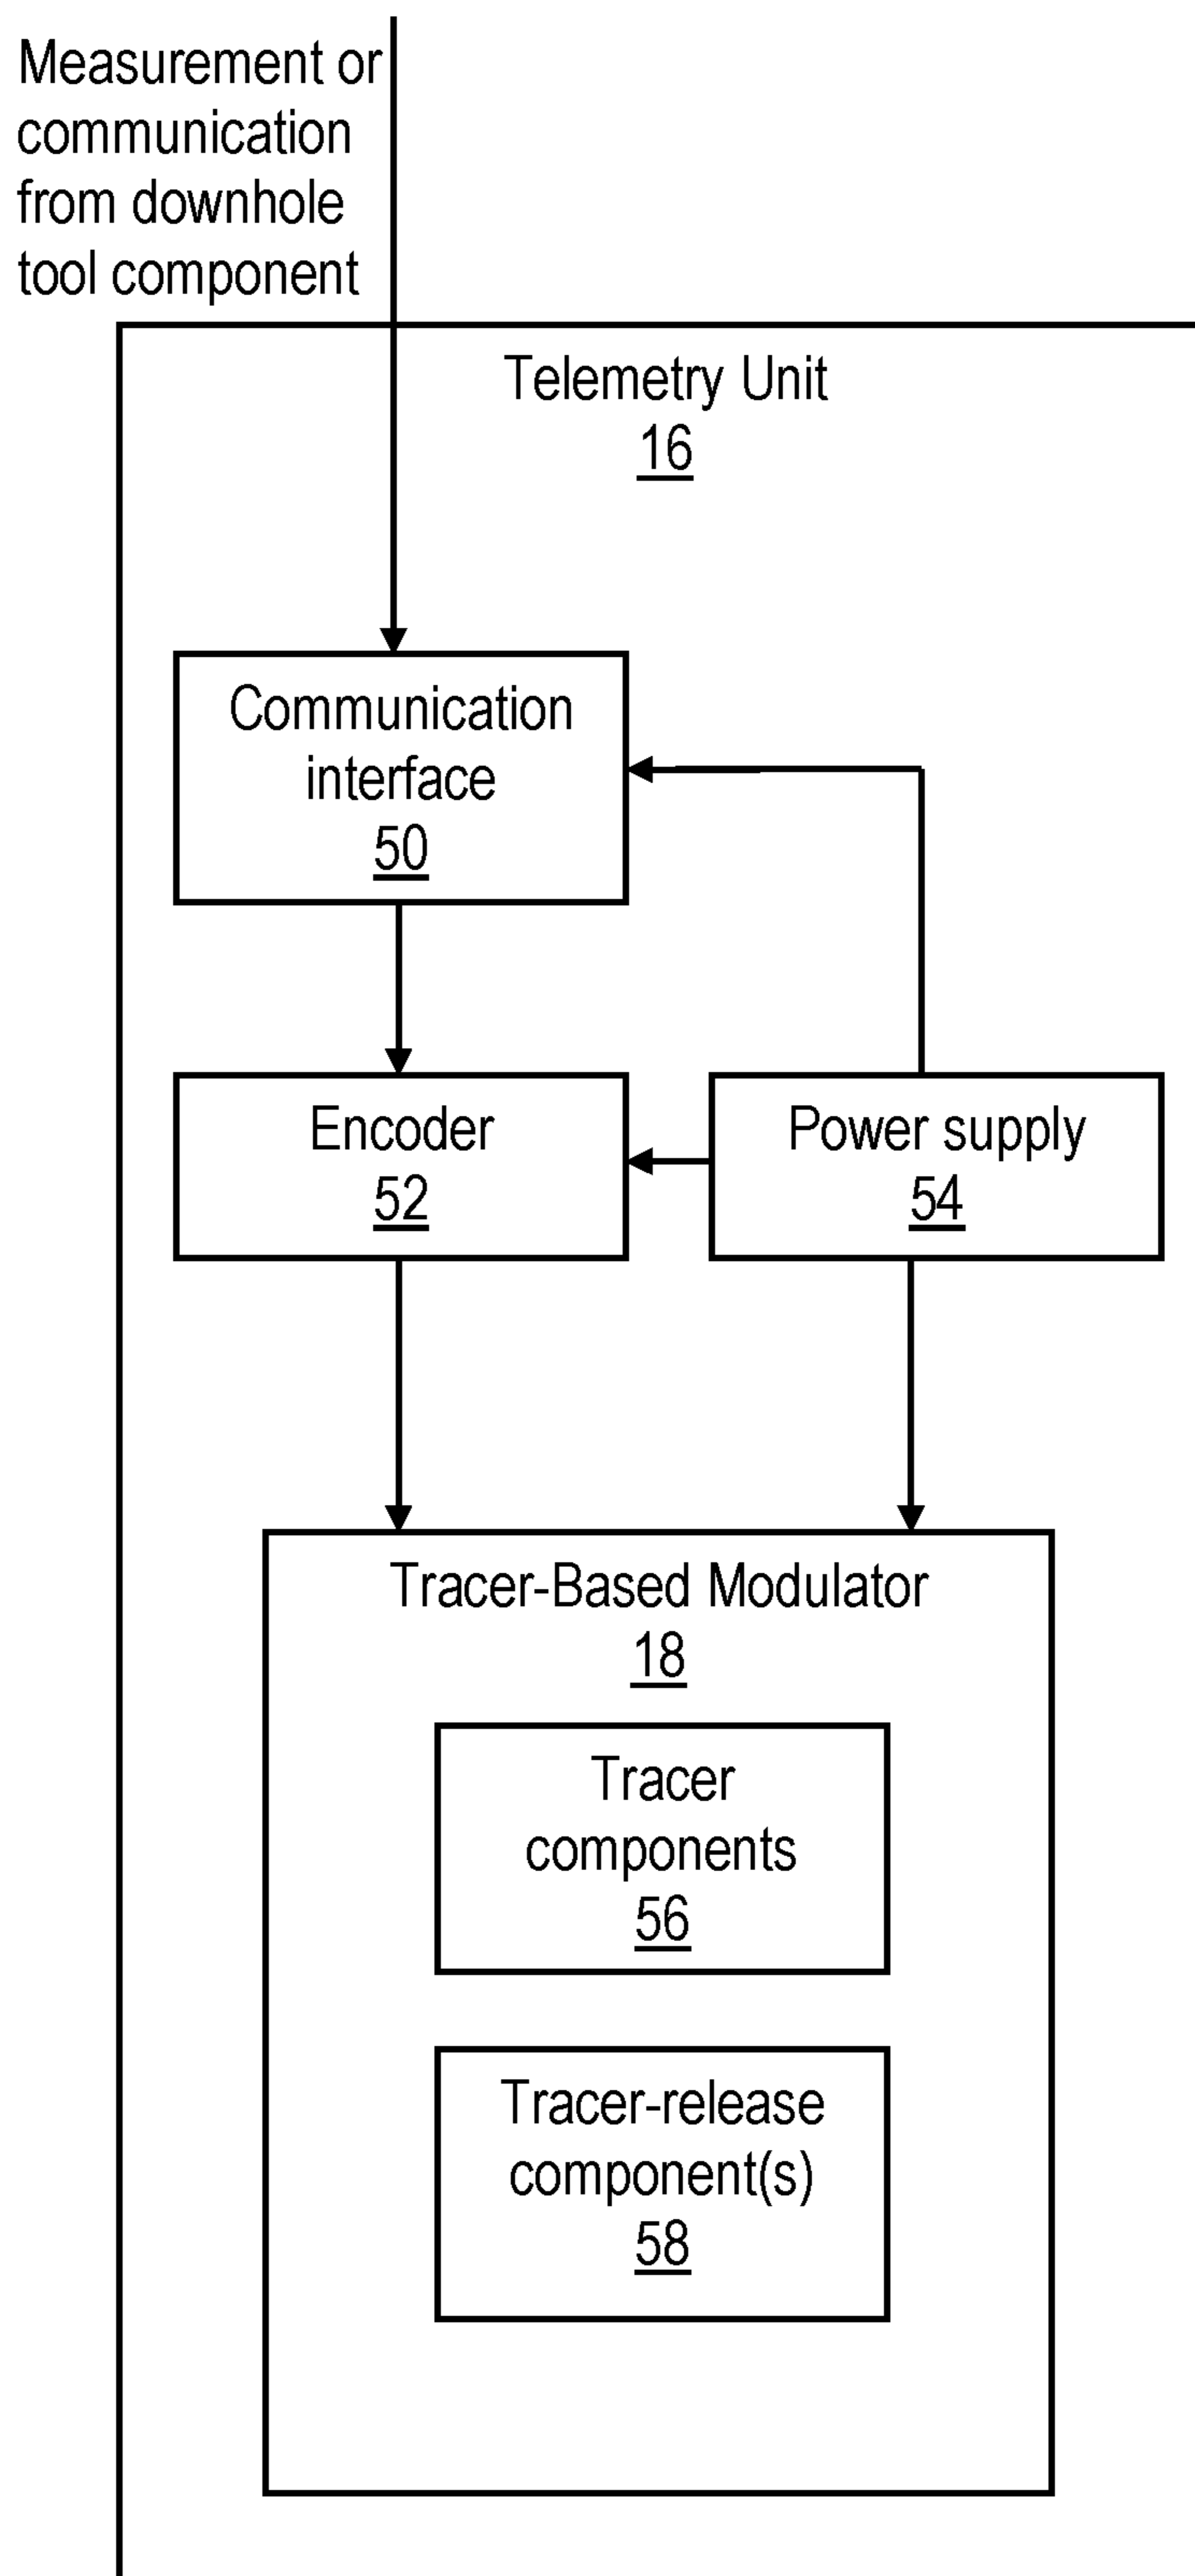 Measurement or
communication
from downhole
tool component
Telemetry Unit
16
Communication
interface
50
Encoder
52
Power supply
54
Tracer-Based Modulator
18
Tracer
components
56
Tracer-release
component(s)
58